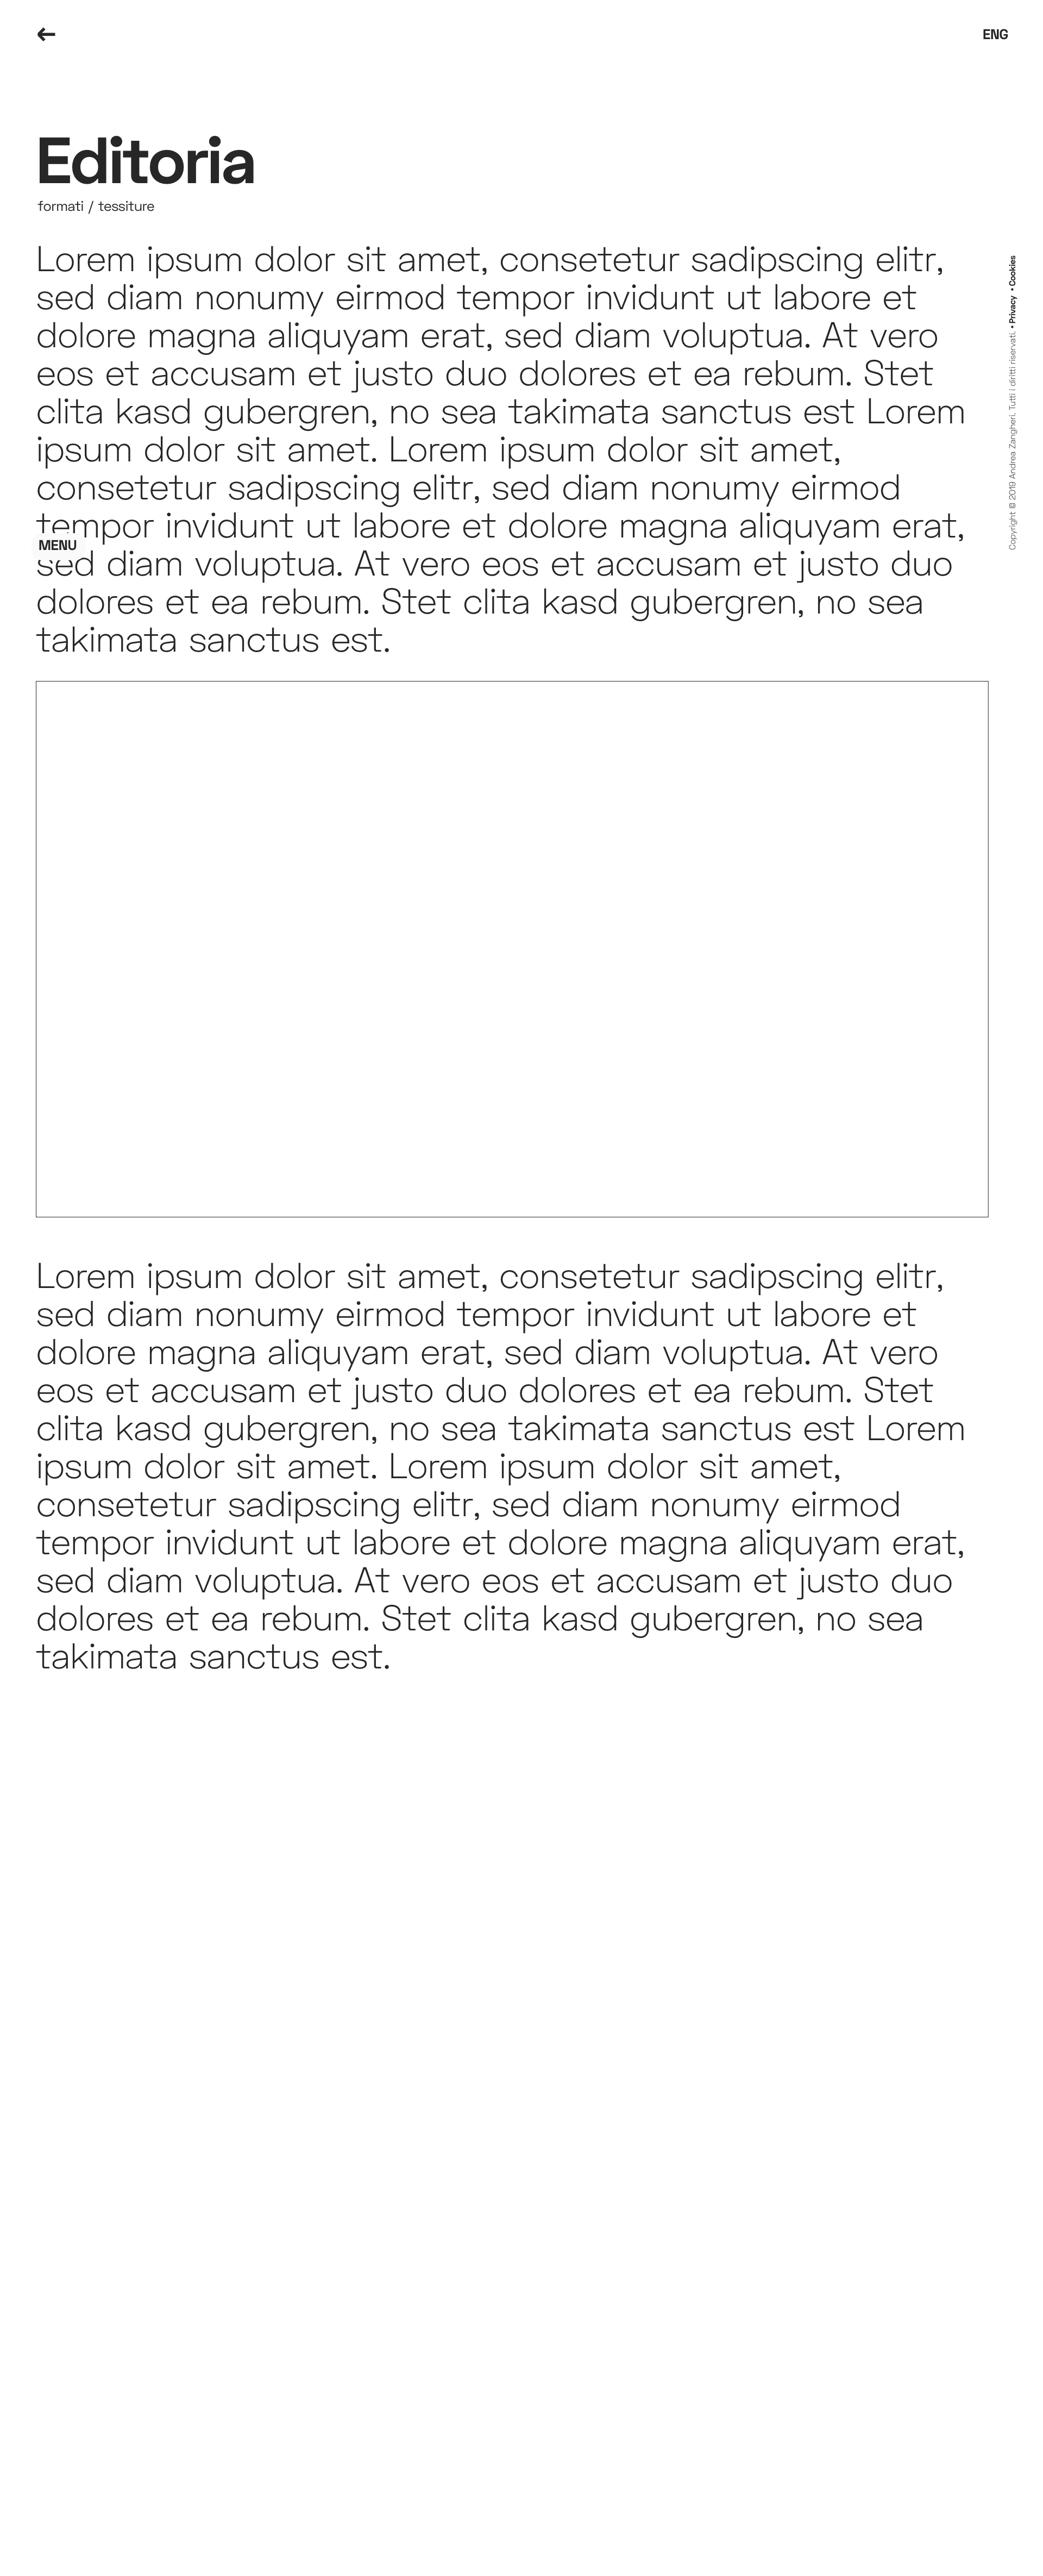 ←
ENG
Editoria
formati / tessiture
Lorem ipsum dolor sit amet, consetetur sadipscing elitr,
sed diam nonumy eirmod tempor invidunt ut labore et
dolore magna aliquyam erat, sed diam voluptua. At vero
eos et accusam et justo duo dolores et ea rebum. Stet
clita kasd gubergren, no sea takimata sanctus est Lorem
ipsum dolor sit amet. Lorem ipsum dolor sit amet,
consetetur sadipscing elitr, sed diam nonumy eirmod
tempor invidunt ut labore et dolore magna aliquyam erat,
MENU
sed diam voluptua. At vero eos et accusam et justo duo
dolores et ea rebum. Stet clita kasd gubergren, no sea
takimata sanctus est.
Copyright © 2019 Andrea Zangheri. Tutti i diritti riservati. • Privacy • Cookies
Lorem ipsum dolor sit amet, consetetur sadipscing elitr,
sed diam nonumy eirmod tempor invidunt ut labore et
dolore magna aliquyam erat, sed diam voluptua. At vero
eos et accusam et justo duo dolores et ea rebum. Stet
clita kasd gubergren, no sea takimata sanctus est Lorem
ipsum dolor sit amet. Lorem ipsum dolor sit amet,
consetetur sadipscing elitr, sed diam nonumy eirmod
tempor invidunt ut labore et dolore magna aliquyam erat,
sed diam voluptua. At vero eos et accusam et justo duo
dolores et ea rebum. Stet clita kasd gubergren, no sea
takimata sanctus est.